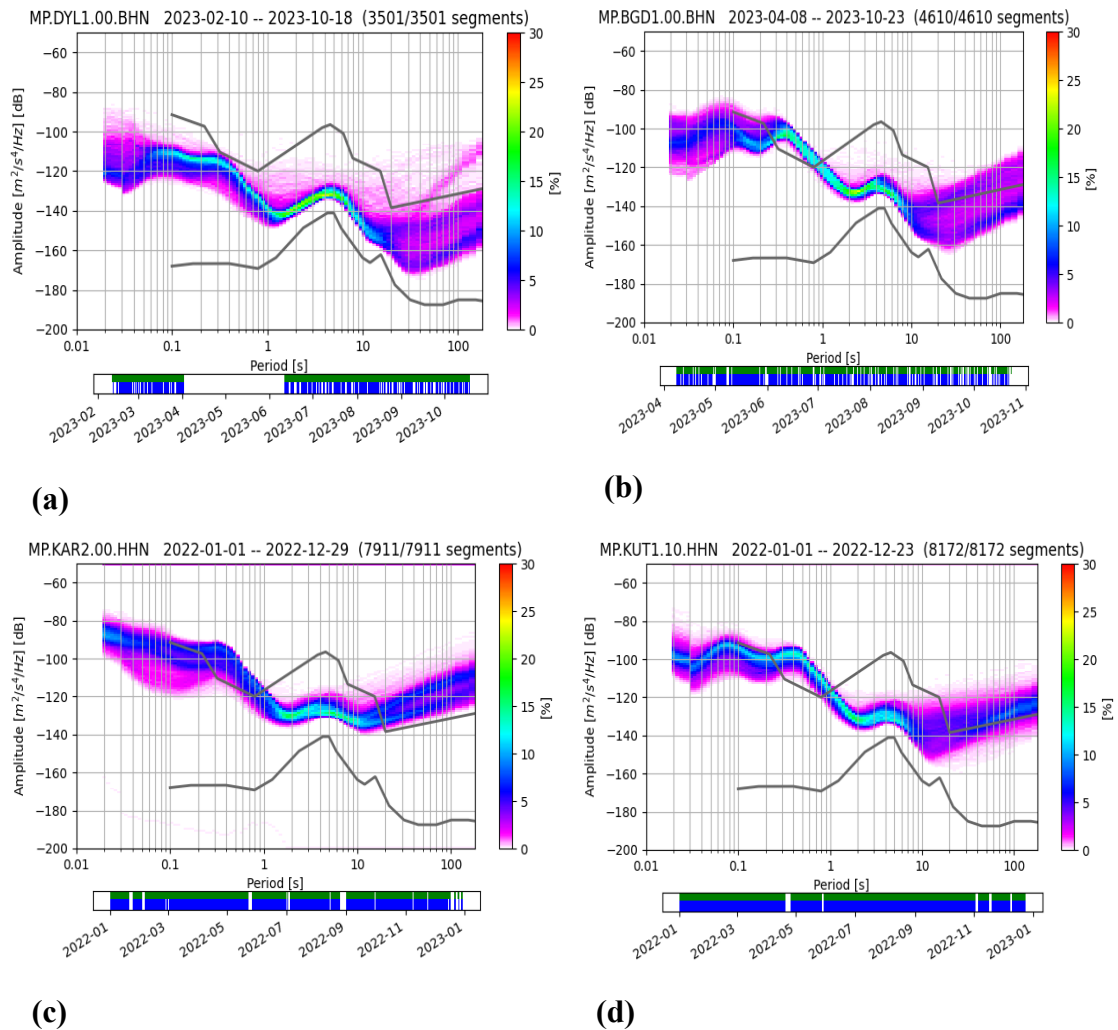 MP.DYL1.00.BHN 2023-02-10 -- 2023-10-18 (3501/3501 segments)
Amplitude [m²/s⁴/Hz] [dB]
−60
−80
−100
−120
−140
−160
−180
−200
0.01 0.1 1 10 100
Period [s]
30
25
20
15
10
5
0
[%]
2023-02 2023-03 2023-04 2023-05 2023-06 2023-07 2023-08 2023-09 2023-10
(a)
MP.BGD1.00.BHN 2023-04-08 -- 2023-10-23 (4610/4610 segments)
Amplitude [m²/s⁴/Hz] [dB]
−60
−80
−100
−120
−140
−160
−180
−200
0.01 0.1 1 10 100
Period [s]
30
25
20
15
10
5
0
[%]
2023-04 2023-05 2023-06 2023-07 2023-08 2023-09 2023-10 2023-11
(b)
MP.KAR2.00.HHN 2022-01-01 -- 2022-12-29 (7911/7911 segments)
Amplitude [m²/s⁴/Hz] [dB]
−60
−80
−100
−120
−140
−160
−180
−200
0.01 0.1 1 10 100
Period [s]
30
25
20
15
10
5
0
[%]
2022-01 2022-03 2022-05 2022-07 2022-09 2022-11 2023-01
(c)
MP.KUT1.10.HHN 2022-01-01 -- 2022-12-23 (8172/8172 segments)
Amplitude [m²/s⁴/Hz] [dB]
−60
−80
−100
−120
−140
−160
−180
−200
0.01 0.1 1 10 100
Period [s]
30
25
20
15
10
5
0
[%]
2022-01 2022-03 2022-05 2022-07 2022-09 2022-11 2023-01
(d)